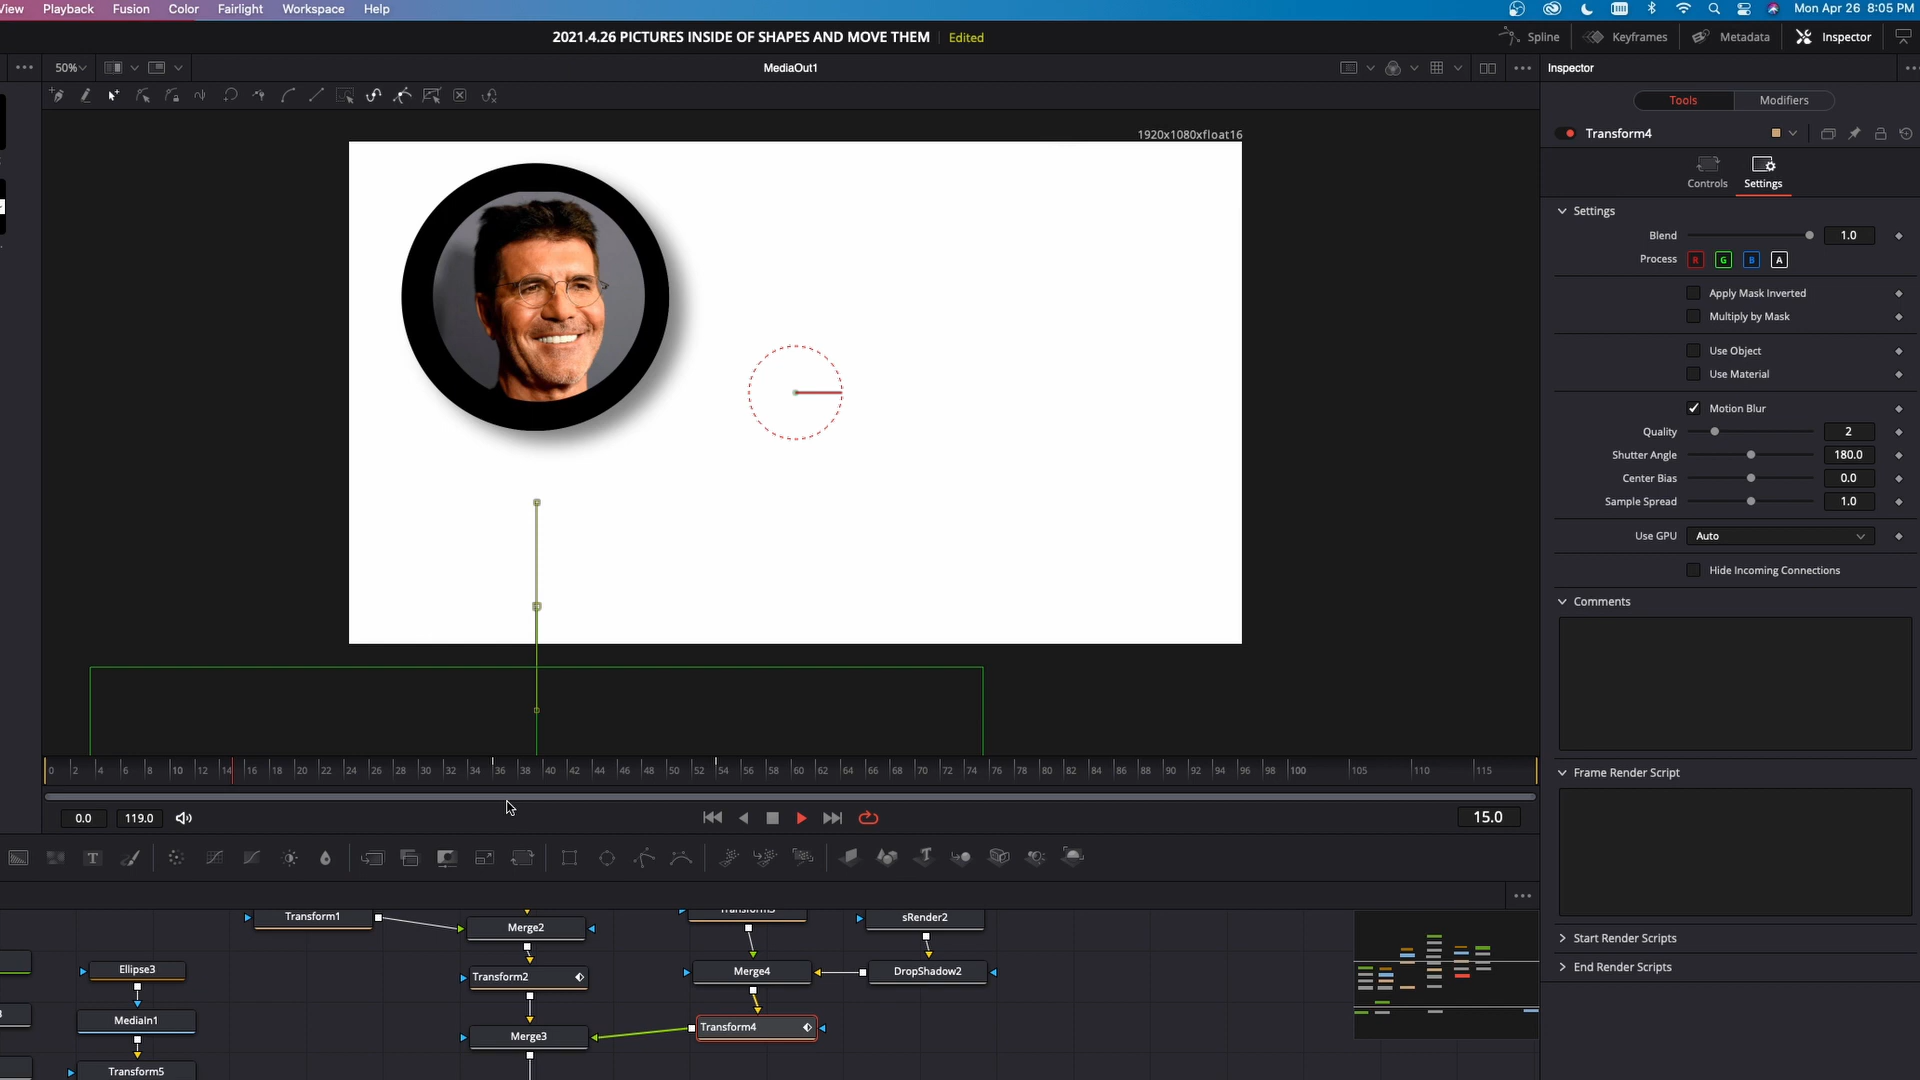 View Playback Fusion Color Fairlight Workspace Help Mon Apr 26 8:05 PM
2021.4.26 PICTURES INSIDE OF SHAPES AND MOVE THEM Edited Spline Keyframes Metadata Inspector
50% MediaOut1 Inspector
Tools Modifiers
1920x1080xfloat16
Transform4
Controls Settings
Settings
Blend 1.0
Process R G B A
Apply Mask Inverted
Multiply by Mask
Use Object
Use Material
Motion Blur
Quality 2
Shutter Angle 180.0
Center Bias 0.0
Sample Spread 1.0
Use GPU Auto
Hide Incoming Connections
Comments
0 2 4 6 8 10 12 14 16 18 20 22 24 26 28 30 32 34 36 38 40 42 44 46 48 50 52 54 56 58 60 62 64 66 68 70 72 74 76 78 80 82 84 86 88 90 92 94 96 98 100 105 110 115
Frame Render Script
0.0 119.0 15.0
Transform1 Merge2 Transform3 sRender2
Start Render Scripts
End Render Scripts
Ellipse3 Transform2 Merge4 DropShadow2
MediaIn1 Merge3 Transform4
Transform5